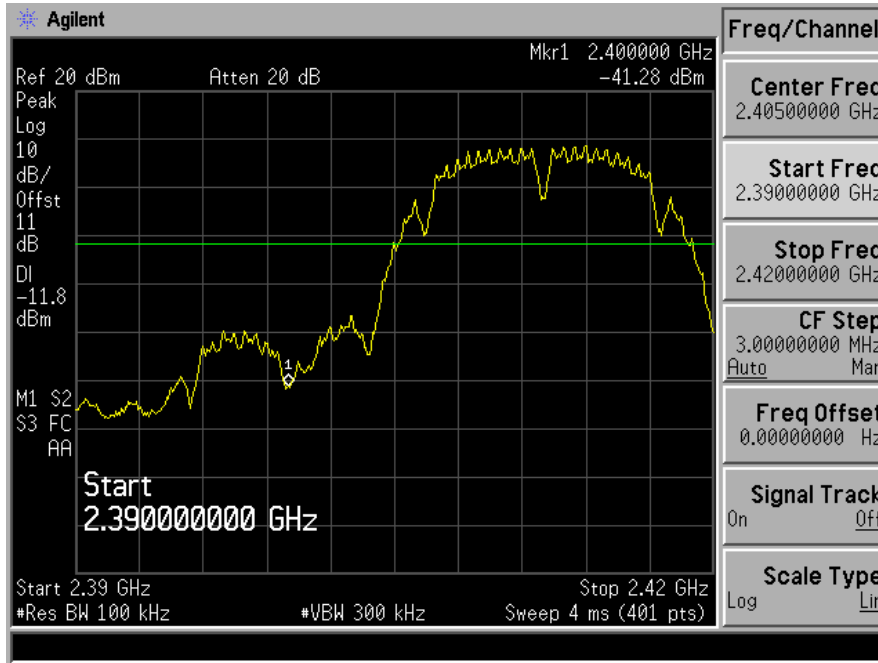 Agilent
Freq/Channel
Mkr1 2.400000 GHz
Ref 20 dBm Atten 20 dB −41.28 dBm
Peak
Log
10
dB/
Offst
11
dB
DI
−11.8
dBm
M1 S2
S3 FC
AA
1
Start
2.390000000 GHz
Start 2.39 GHz Stop 2.42 GHz
#Res BW 100 kHz #VBW 300 kHz Sweep 4 ms (401 pts)
Center Freq
2.40500000 GHz
Start Freq
2.39000000 GHz
Stop Freq
2.42000000 GHz
CF Step
3.00000000 MHz
Auto Man
Freq Offset
0.00000000 Hz
Signal Track
On Off
Scale Type
Log Lin